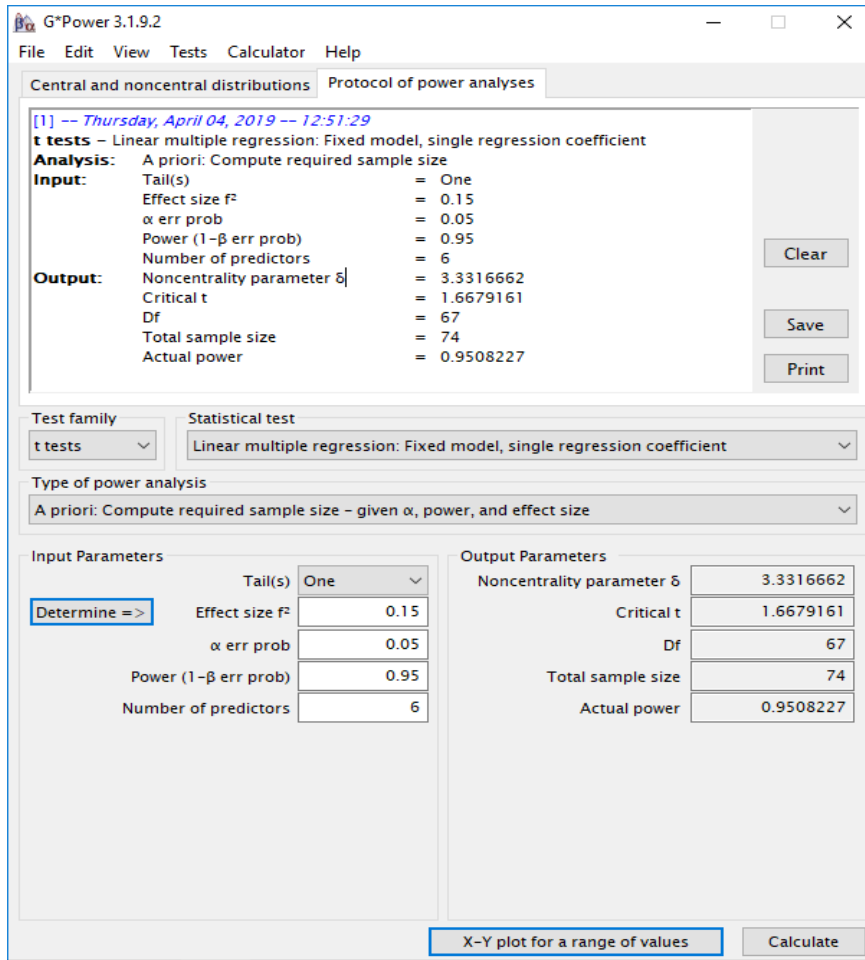 G*Power 3.1.9.2
File Edit View Tests Calculator Help
Central and noncentral distributions Protocol of power analyses
[1] -- Thursday, April 04, 2019 -- 12:51:29
t tests – Linear multiple regression: Fixed model, single regression coefficient
Analysis: A priori: Compute required sample size
Input: Tail(s) = One
Effect size f² = 0.15
α err prob = 0.05
Power (1-β err prob) = 0.95
Number of predictors = 6
Output: Noncentrality parameter δ = 3.3316662
Critical t = 1.6679161
Df = 67
Total sample size = 74
Actual power = 0.9508227
Clear
Save
Print
Test family Statistical test
t tests Linear multiple regression: Fixed model, single regression coefficient
Type of power analysis
A priori: Compute required sample size – given α, power, and effect size
Input Parameters
Tail(s) One
Determine => Effect size f² 0.15
α err prob 0.05
Power (1-β err prob) 0.95
Number of predictors 6
Output Parameters
Noncentrality parameter δ 3.3316662
Critical t 1.6679161
Df 67
Total sample size 74
Actual power 0.9508227
X-Y plot for a range of values Calculate